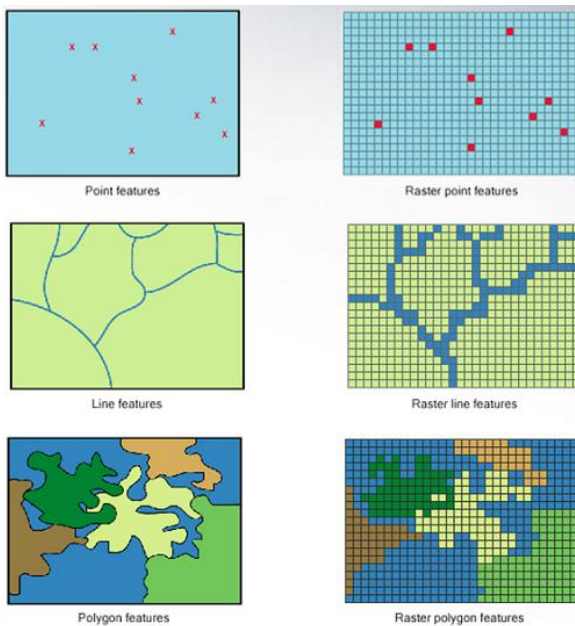 Point features
Raster point features
Line features
Raster line features
Polygon features
Raster polygon features